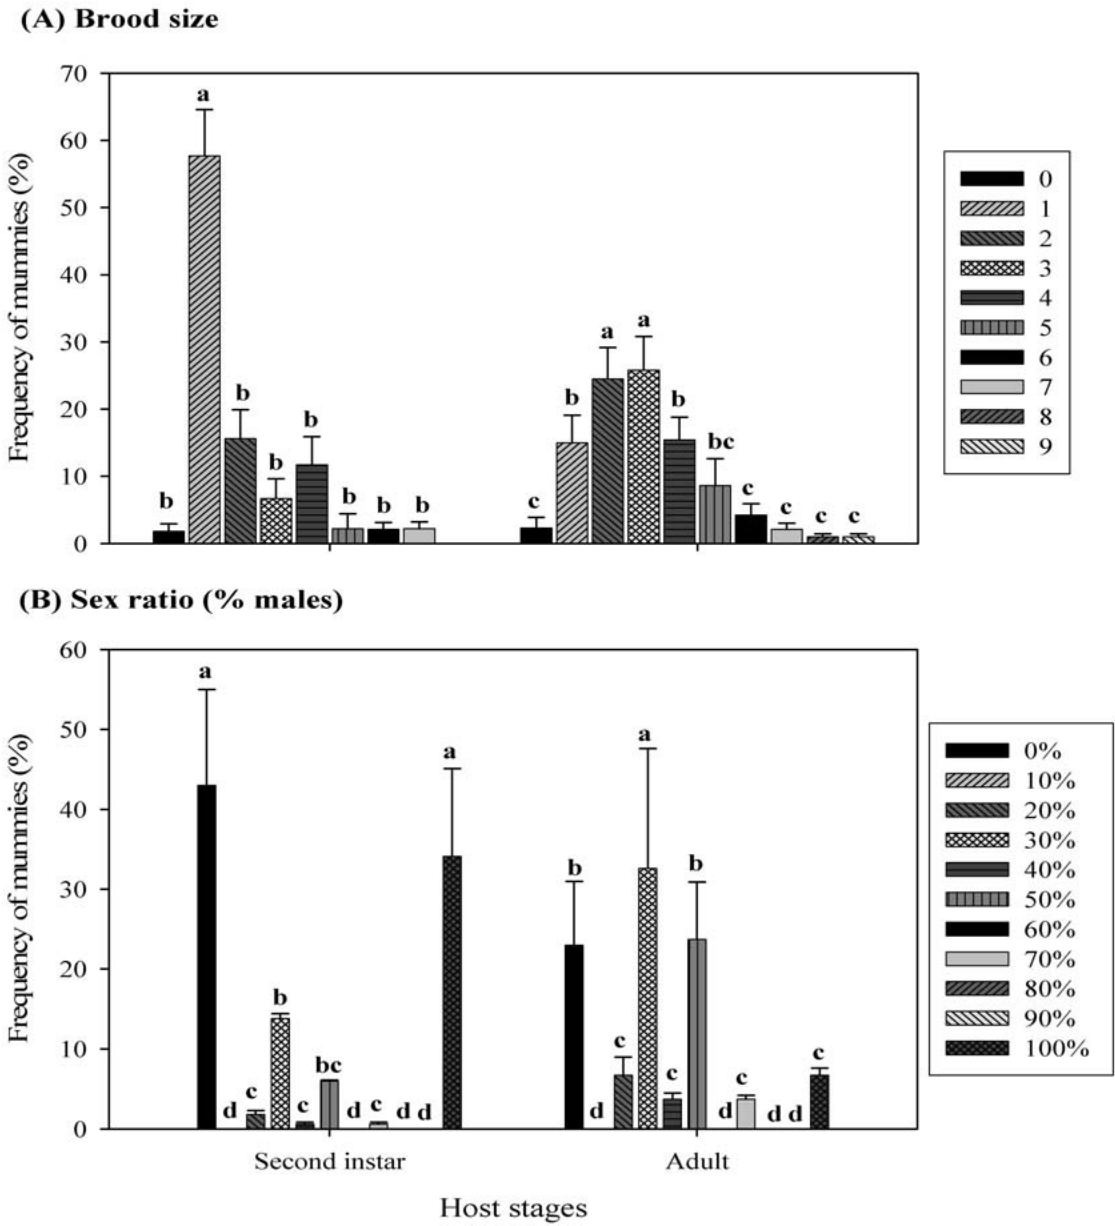 (A) Brood size
Frequency of mummies (%)
70
60
50
40
30
20
10
0
b
a
b
b
b
b
b
b
c
b
a
a
b
bc
c
c
c
c
0
1
2
3
4
5
6
7
8
9
(B) Sex ratio (% males)
Frequency of mummies (%)
60
50
40
30
20
10
0
a
d
c
b
c
bc
d
c
d
d
a
b
d
c
a
c
b
d
c
d
d
c
0%
10%
20%
30%
40%
50%
60%
70%
80%
90%
100%
Second instar
Adult
Host stages